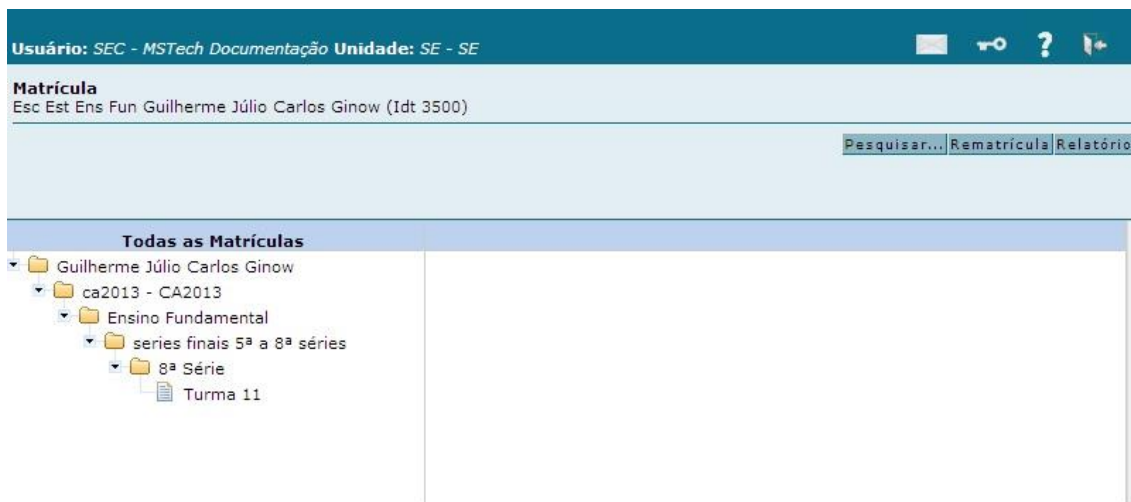 Usuário: SEC - MSTech Documentação Unidade: SE - SE
Matrícula
Esc Est Ens Fun Guilherme Júlio Carlos Ginow (Idt 3500)
Pesquisar... Rematrícula Relatório
Todas as Matrículas
Guilherme Júlio Carlos Ginow
ca2013 - CA2013
Ensino Fundamental
series finais 5ª a 8ª séries
8ª Série
Turma 11